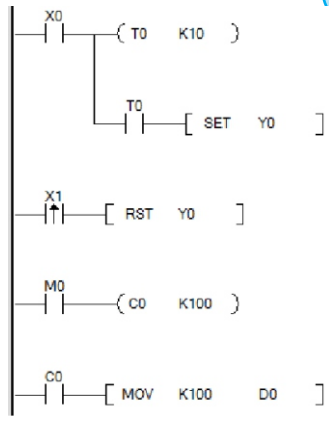 X0
T0 K10
T0
SET Y0
X1
RST Y0
M0
C0 K100
C0
MOV K100 D0